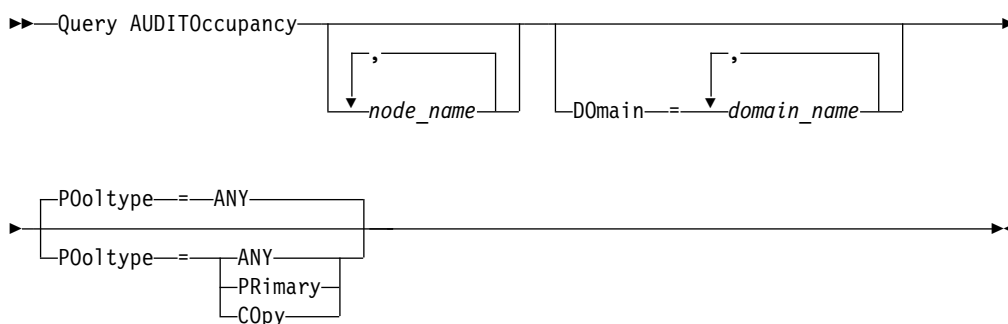 Query AUDITOccupancy
, ,
node_name DOmain = domain_name
POoltype = ANY
POoltype = ANY
PRimary
COpy